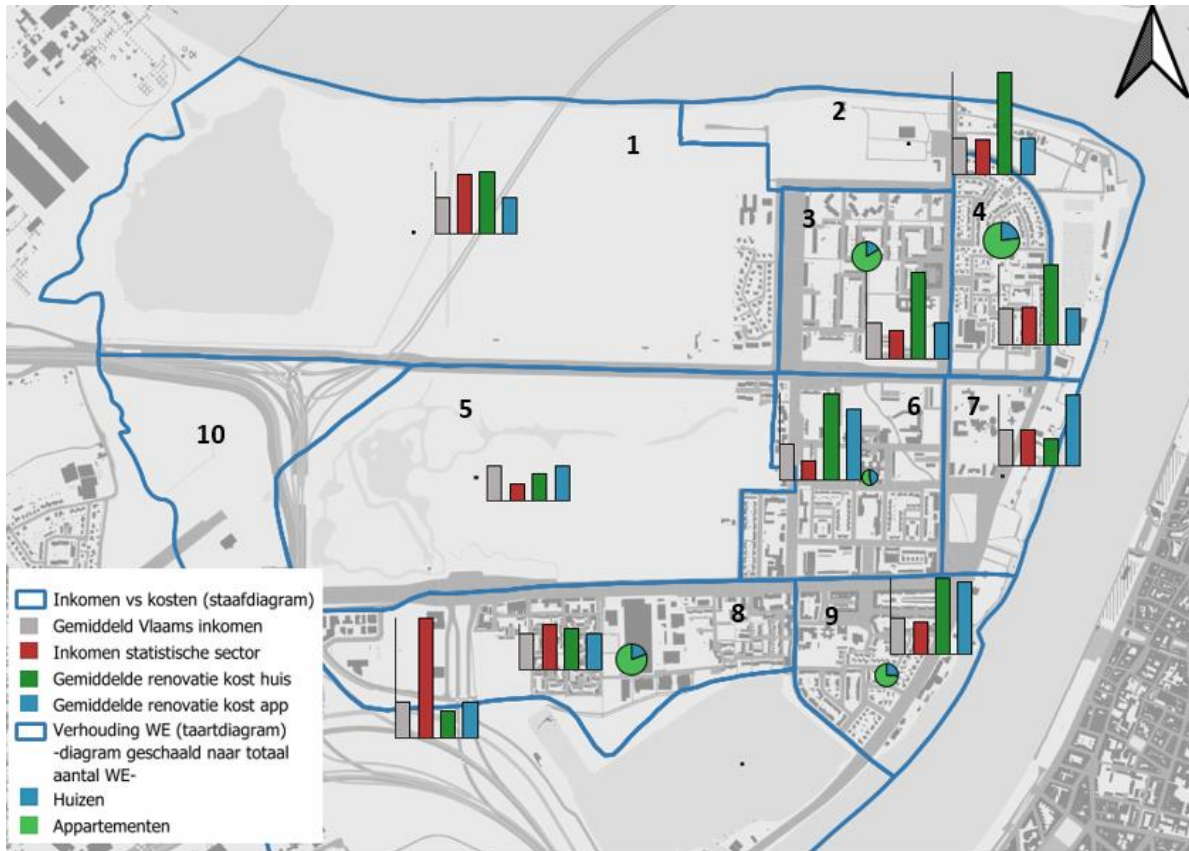 1
2
3
4
5
6
7
8
9
10
Inkomen vs kosten (staafdiagram)
Gemiddeld Vlaams inkomen
Inkomen statistische sector
Gemiddelde renovatie kost huis
Gemiddelde renovatie kost app
Verhouding WE (taartdiagram)
-diagram geschaald naar totaal
aantal WE-
Huizen
Appartementen